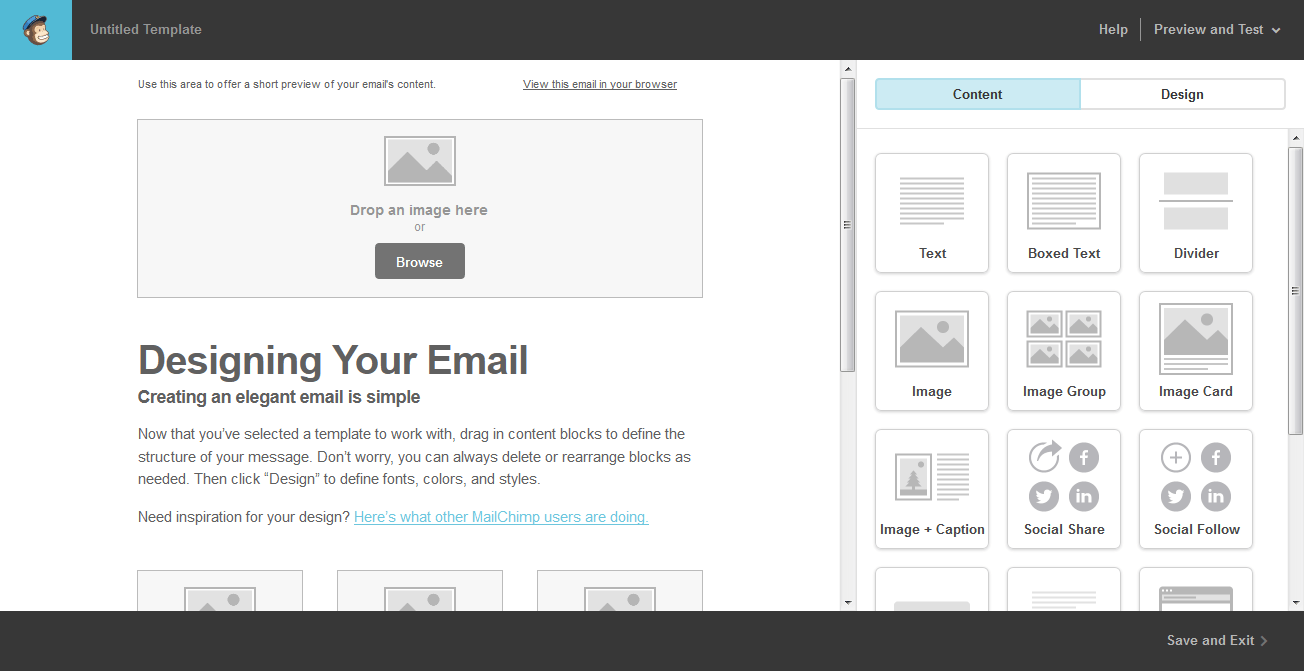 Untitled Template
Help
Preview and Test
Use this area to offer a short preview of your email's content.
View this email in your browser
Drop an image here
or
Browse
Designing Your Email
Creating an elegant email is simple
Now that you’ve selected a template to work with, drag in content blocks to define the
structure of your message. Don’t worry, you can always delete or rearrange blocks as
needed. Then click “Design” to define fonts, colors, and styles.
Need inspiration for your design? Here’s what other MailChimp users are doing.
Content
Design
Text
Boxed Text
Divider
Image
Image Group
Image Card
Image + Caption
Social Share
Social Follow
Save and Exit